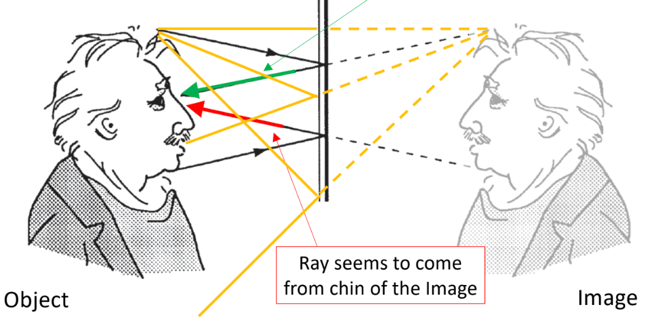 Ray seems to come
from chin of the Image
Object
Image